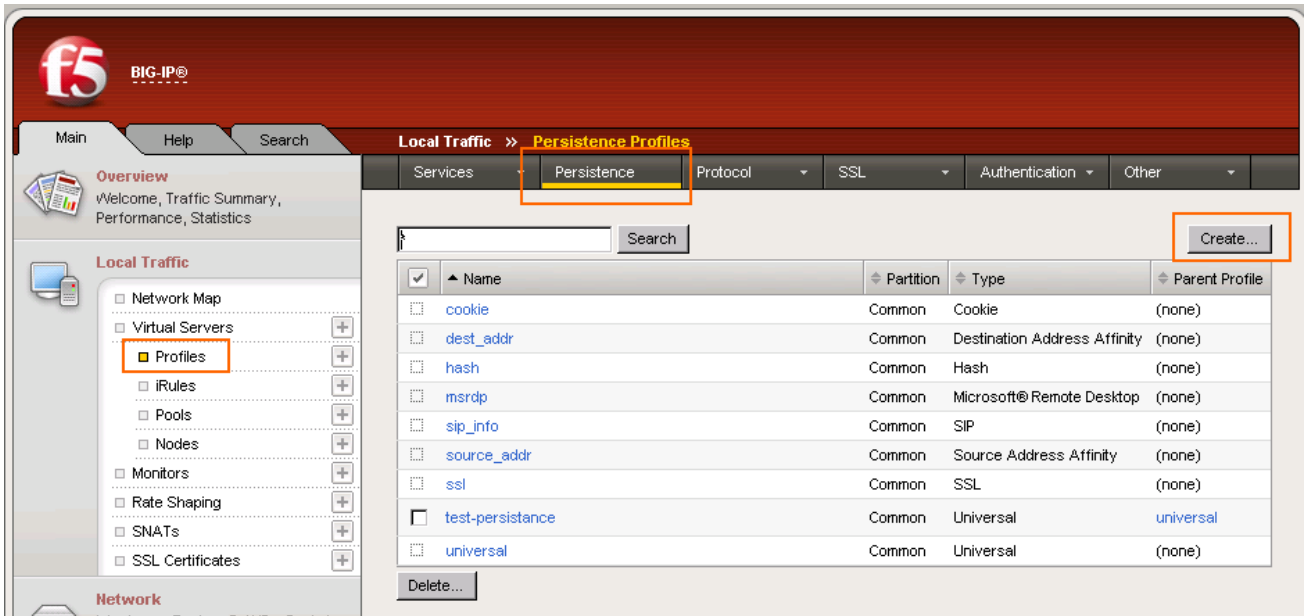 f5
BIG-IP®
Main Help Search
Local Traffic » Persistence Profiles
Services Persistence Protocol SSL Authentication Other
Overview
Welcome, Traffic Summary,
Performance, Statistics
Local Traffic
Network Map
Virtual Servers
Profiles
iRules
Pools
Nodes
Monitors
Rate Shaping
SNATs
SSL Certificates
Network
* Search Create...
Name Partition Type Parent Profile
cookie Common Cookie (none)
dest_addr Common Destination Address Affinity (none)
hash Common Hash (none)
msrdp Common Microsoft® Remote Desktop (none)
sip_info Common SIP (none)
source_addr Common Source Address Affinity (none)
ssl Common SSL (none)
test-persistance Common Universal universal
universal Common Universal (none)
Delete...